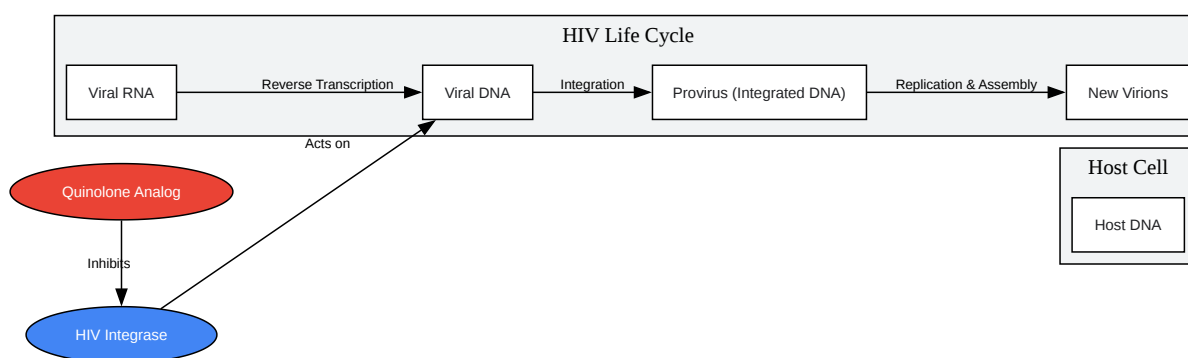 HIV Life Cycle
Viral RNA
Reverse Transcription
Viral DNA
Integration
Provirus (Integrated DNA)
Replication & Assembly
New Virions
Acts on
Host Cell
Quinolone Analog
Host DNA
Inhibits
HIV Integrase